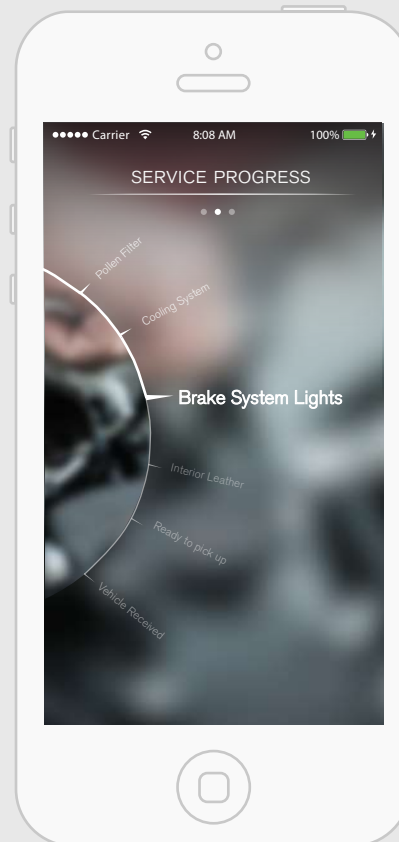 Carrier 8:08 AM 100%
SERVICE PROGRESS
Pollen Filter
Cooling System
Brake System Lights
Interior Leather
Ready to pick up
Vehicle Received